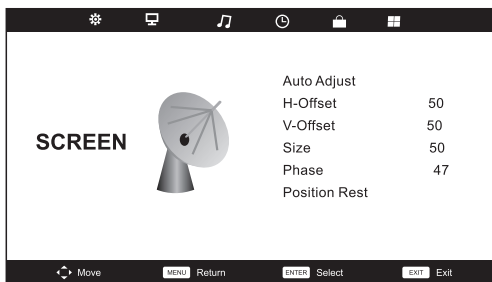 SCREEN
Auto Adjust
H-Offset 50
V-Offset 50
Size 50
Phase 47
Position Rest
Move MENU Return ENTER Select EXIT Exit